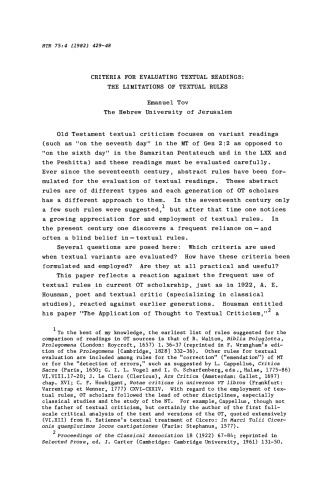 HTR 75:4 (1982) 429-48
CRITERIA FOR EVALUATING TEXTUAL READINGS:
THE LIMITATIONS OF TEXTUAL RULES
Emanuel Tov
The Hebrew University of Jerusalem
Old Testament textual criticism focuses on variant readings
(such as "on the seventh day" in the MT of Gen 2:2 as opposed to
"on the sixth day" in the Samaritan Pentateuch and in the LXX and
the Peshitta) and these readings must be evaluated carefully.
Ever since the seventeenth century, abstract rules have been for-
mulated for the evaluation of textual readings. These abstract
rules are of different types and each generation of OT scholars
has a different approach to them. In the seventeenth century only
a few such rules were suggested,1 but after that time one notices
a growing appreciation for and employment of textual rules. In
the present century one discovers a frequent reliance on—and
often a blind belief in—textual rules.
Several questions are posed here: Which criteria are used
when textual variants are evaluated? How have these criteria been
formulated and employed? Are they at all practical and useful?
This paper reflects a reaction against the frequent use of
textual rules in current OT scholarship, just as in 1922, A. E.
Housman, poet and textual critic (specializing in classical
studies), reacted against earlier generations. Housman entitled
his paper "The Application of Thought to Textual Criticism,"2 a
1 To the best of my knowledge, the earliest list of rules suggested for the
comparison of readings in OT sources is that of B. Walton, Biblia Polyglotta,
Prolegomena (London: Roycroft, 1657) 1. 36-37 (reprinted in F. Wrangham's edi-
tion of the Prolegomena [Cambridge, 1828] 332-36). Other rules for textual
evaluation are included among rules for the "correction" ("emendation") of MT
or for the "detection of errors," such as suggested by L. Cappellus, Critica
Sacra (Paris, 1650; G. I. L. Vogel and I. G. Scharfenberg, eds., Halae, 1775-86)
VI.VIII.17-20; J. Le Clerc (Clericus), Ars Critica (Amsterdam: Gallet, 1697)
chap. XVI; C. F. Houbigant, Notae criticae in universos VT libros (Frankfurt:
Varrentrap et Wenner, 1777) CXVI-CXXIV. With regard to the employment of tex-
tual rules, OT scholars followed the lead of other disciplines, especially
classical studies and the study of the NT. For example, Cappellus, though not
the father of textual criticism, but certainly the author of the first full-
scale critical analysis of the text and versions of the OT, quoted extensively
(VI.XII) from H. Estienne's textual treatment of Cicero: In Marci Tulii Cicer-
onis quamplurimos locos castigationes (Paris: Stephanus, 1577).
2 Proceedings of the Classical Association 18 (1922) 67-84; reprinted in
Selected Prose, ed. J. Carter (Cambridge: Cambridge University, 1961) 131-50.